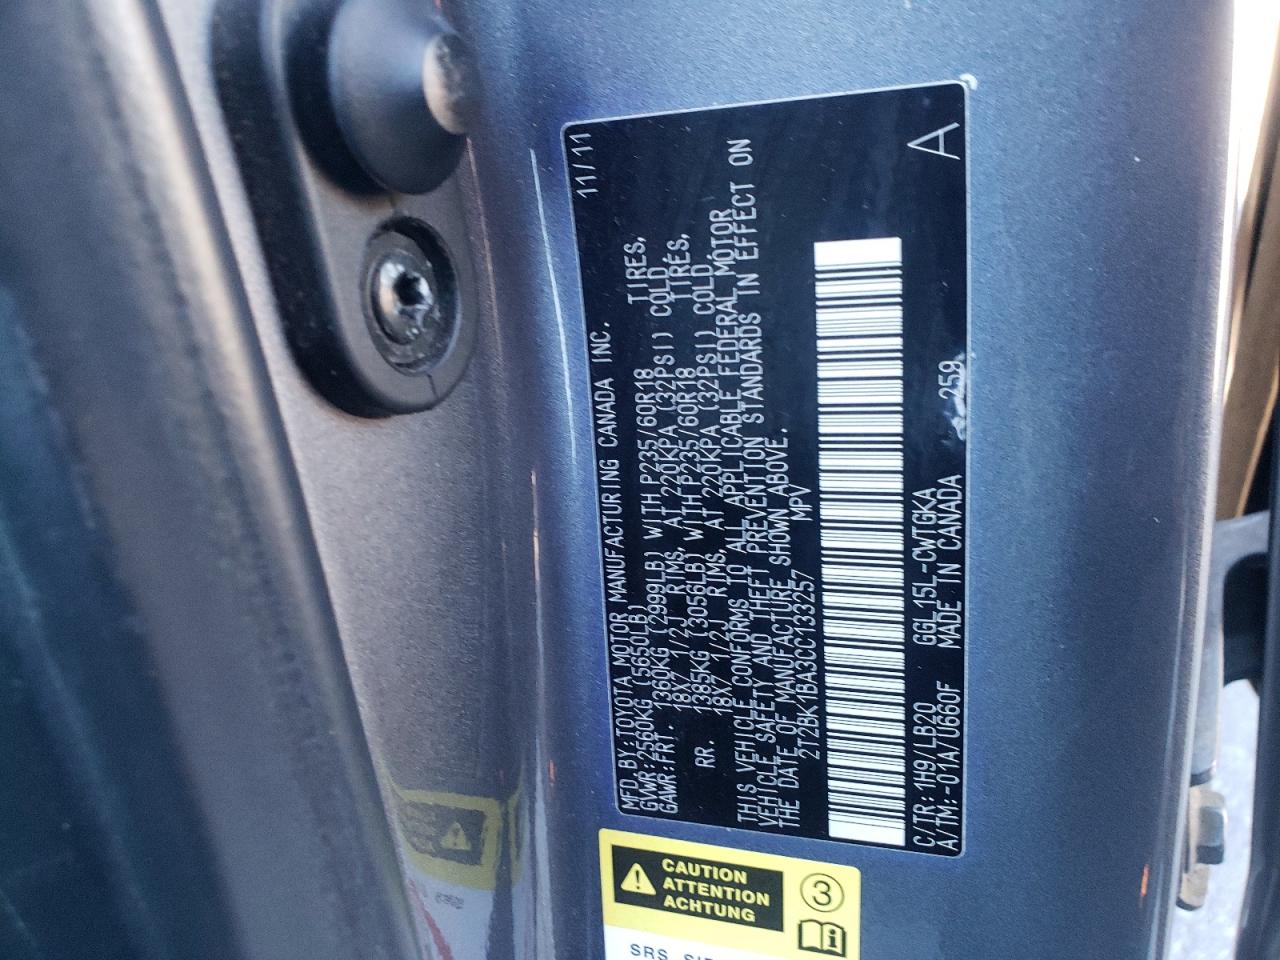 MFD.BY:TOYOTA MOTOR MANUFACTURING CANADA INC. 11/11
GVWR:2560KG (5650LB)
GAWR:FRT. 1360KG (2999LB) WITH P235/60R18 TIRES,
18X7 1/2J RIMS, AT 220KPA (32PSI) COLD
RR. 1385KG (3056LB) WITH P235/60R18 TIRES,
18X7 1/2J RIMS, AT 220KPA (32PSI) COLD,
THIS VEHICLE CONFORMS TO ALL APPLICABLE FEDERAL MOTOR
VEHICLE SAFETY AND THEFT PREVENTION STANDARDS IN EFFECT ON
THE DATE OF MANUFACTURE SHOWN ABOVE.
2T2BK1BA3CC133257 MPV
C/TR:1H9/LB20 GGL15L-CWTGKA A
A/TM:-01A/U660F MADE IN CANADA 259
CAUTION
ATTENTION
ACHTUNG
3
SRS